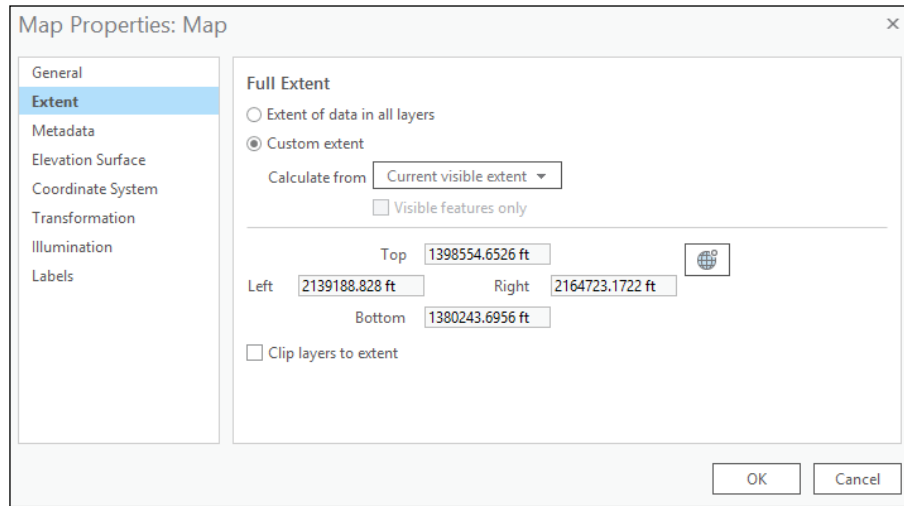 Map Properties: Map
General
Extent
Metadata
Elevation Surface
Coordinate System
Transformation
Illumination
Labels
Full Extent
Extent of data in all layers
Custom extent
Calculate from Current visible extent
Visible features only
Top 1398554.6526 ft
Left 2139188.828 ft Right 2164723.1722 ft
Bottom 1380243.6956 ft
Clip layers to extent
OK Cancel